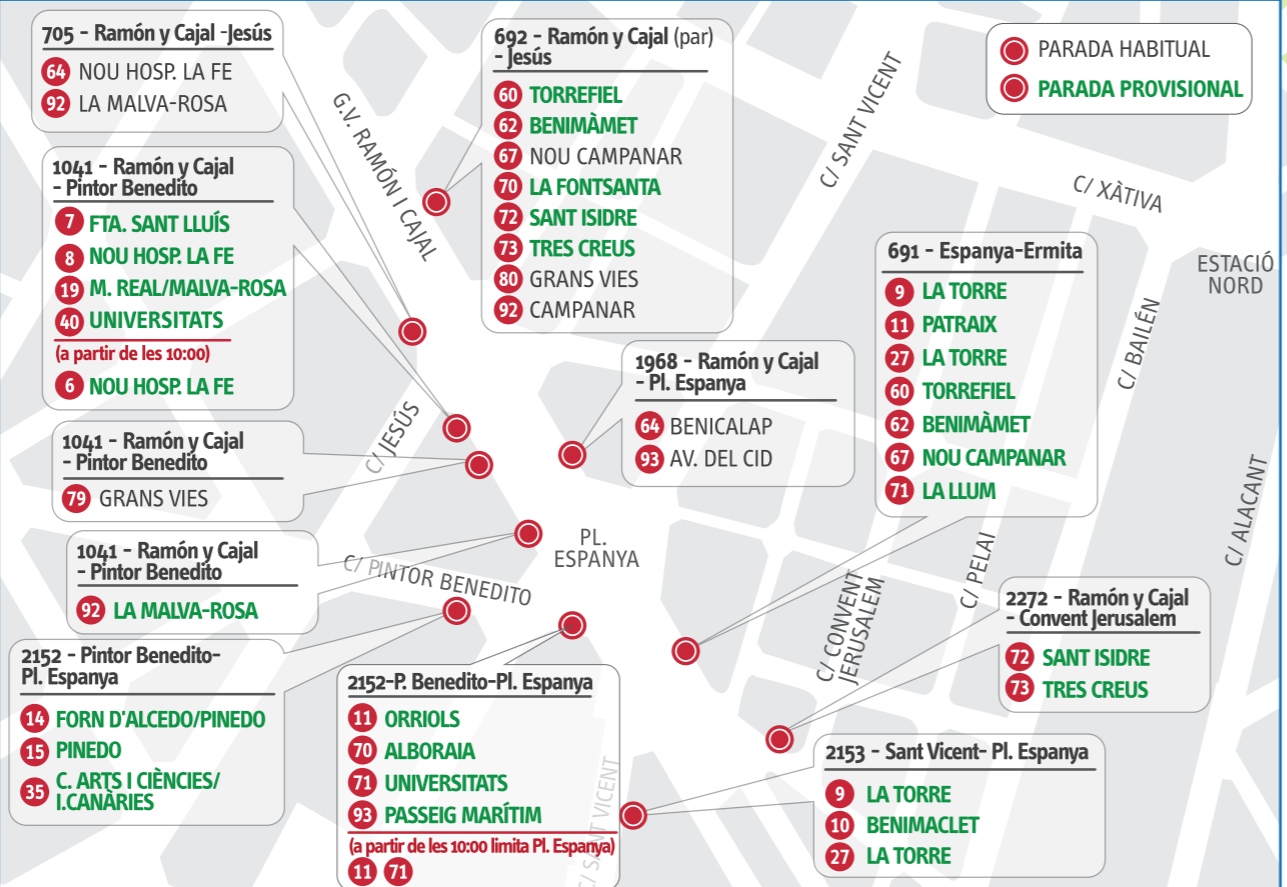 705 - Ramón y Cajal -Jesús
64 NOU HOSP. LA FE
92 LA MALVA-ROSA
1041 - Ramón y Cajal
- Pintor Benedito
7 FTA. SANT LLUÍS
8 NOU HOSP. LA FE
19 M. REAL/MALVA-ROSA
40 UNIVERSITATS
(a partir de les 10:00)
6 NOU HOSP. LA FE
1041 - Ramón y Cajal
- Pintor Benedito
79 GRANS VIES
1041 - Ramón y Cajal
- Pintor Benedito
92 LA MALVA-ROSA
2152 - Pintor Benedito-
Pl. Espanya
14 FORN D'ALCEDO/PINEDO
15 PINEDO
35 C. ARTS I CIÈNCIES/
I.CANÀRIES
G.V. RAMÓN I CAJAL
C/ JESÚS
C/ PINTOR BENEDITO
692 - Ramón y Cajal (par)
- Jesús
60 TORREFIEL
62 BENIMÀMET
67 NOU CAMPANAR
70 LA FONTSANTA
72 SANT ISIDRE
73 TRES CREUS
80 GRANS VIES
92 CAMPANAR
1968 - Ramón y Cajal
- Pl. Espanya
64 BENICALAP
93 AV. DEL CID
PL.
ESPANYA
2152-P. Benedito-Pl. Espanya
11 ORRIOLS
70 ALBORAIA
71 UNIVERSITATS
93 PASSEIG MARÍTIM
(a partir de les 10:00 limita Pl. Espanya)
11 71
C/ SANT VICENT
PARADA HABITUAL
PARADA PROVISIONAL
C/ SANT VICENT
C/ XÀTIVA
ESTACIÓ
NORD
691 - Espanya-Ermita
9 LA TORRE
11 PATRAIX
27 LA TORRE
60 TORREFIEL
62 BENIMÀMET
67 NOU CAMPANAR
71 LA LLUM
C/ BAILÉN
C/ ALACANT
C/ PELAI
C/ CONVENT
JERUSALEM
2272 - Ramón y Cajal
- Convent Jerusalem
72 SANT ISIDRE
73 TRES CREUS
2153 - Sant Vicent- Pl. Espanya
9 LA TORRE
10 BENIMACLET
27 LA TORRE